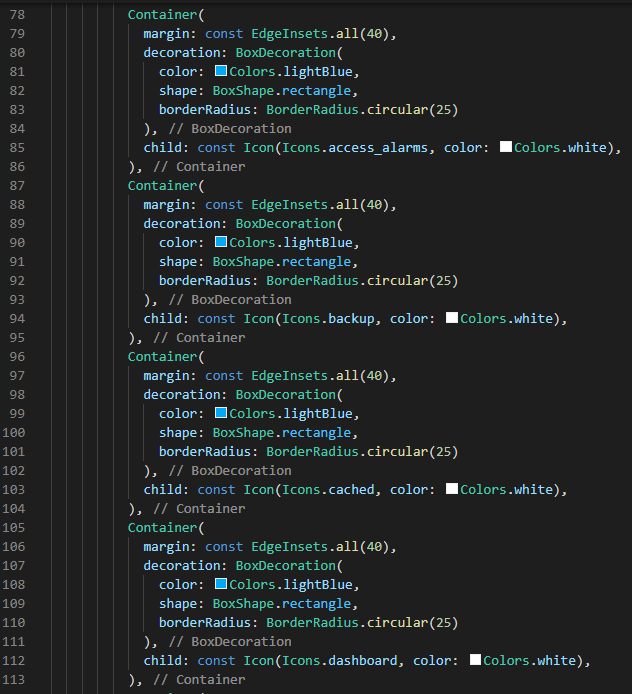 78 Container(
79 margin: const EdgeInsets.all(40),
80 decoration: BoxDecoration(
81 color: Colors.lightBlue,
82 shape: BoxShape.rectangle,
83 borderRadius: BorderRadius.circular(25)
84 ), // BoxDecoration
85 child: const Icon(Icons.access_alarms, color: Colors.white),
86 ), // Container
87 Container(
88 margin: const EdgeInsets.all(40),
89 decoration: BoxDecoration(
90 color: Colors.lightBlue,
91 shape: BoxShape.rectangle,
92 borderRadius: BorderRadius.circular(25)
93 ), // BoxDecoration
94 child: const Icon(Icons.backup, color: Colors.white),
95 ), // Container
96 Container(
97 margin: const EdgeInsets.all(40),
98 decoration: BoxDecoration(
99 color: Colors.lightBlue,
100 shape: BoxShape.rectangle,
101 borderRadius: BorderRadius.circular(25)
102 ), // BoxDecoration
103 child: const Icon(Icons.cached, color: Colors.white),
104 ), // Container
105 Container(
106 margin: const EdgeInsets.all(40),
107 decoration: BoxDecoration(
108 color: Colors.lightBlue,
109 shape: BoxShape.rectangle,
110 borderRadius: BorderRadius.circular(25)
111 ), // BoxDecoration
112 child: const Icon(Icons.dashboard, color: Colors.white),
113 ), // Container